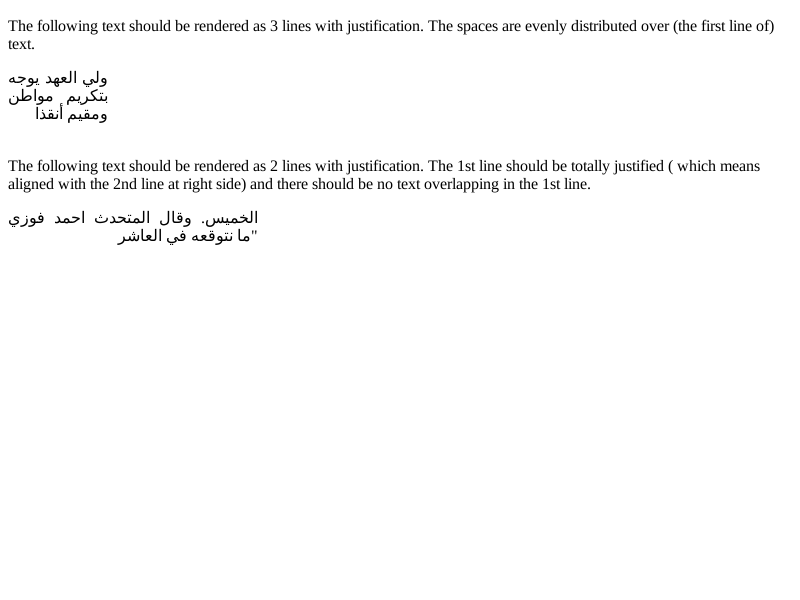 The following text should be rendered as 3 lines with justification. The spaces are evenly distributed over (the first line of)
text.
ولي العهد يوجه
بتكريم مواطن
ومقيم أنقذا
The following text should be rendered as 2 lines with justification. The 1st line should be totally justified ( which means
aligned with the 2nd line at right side) and there should be no text overlapping in the 1st line.
الخميس. وقال المتحدث احمد فوزي
"ما نتوقعه في العاشر